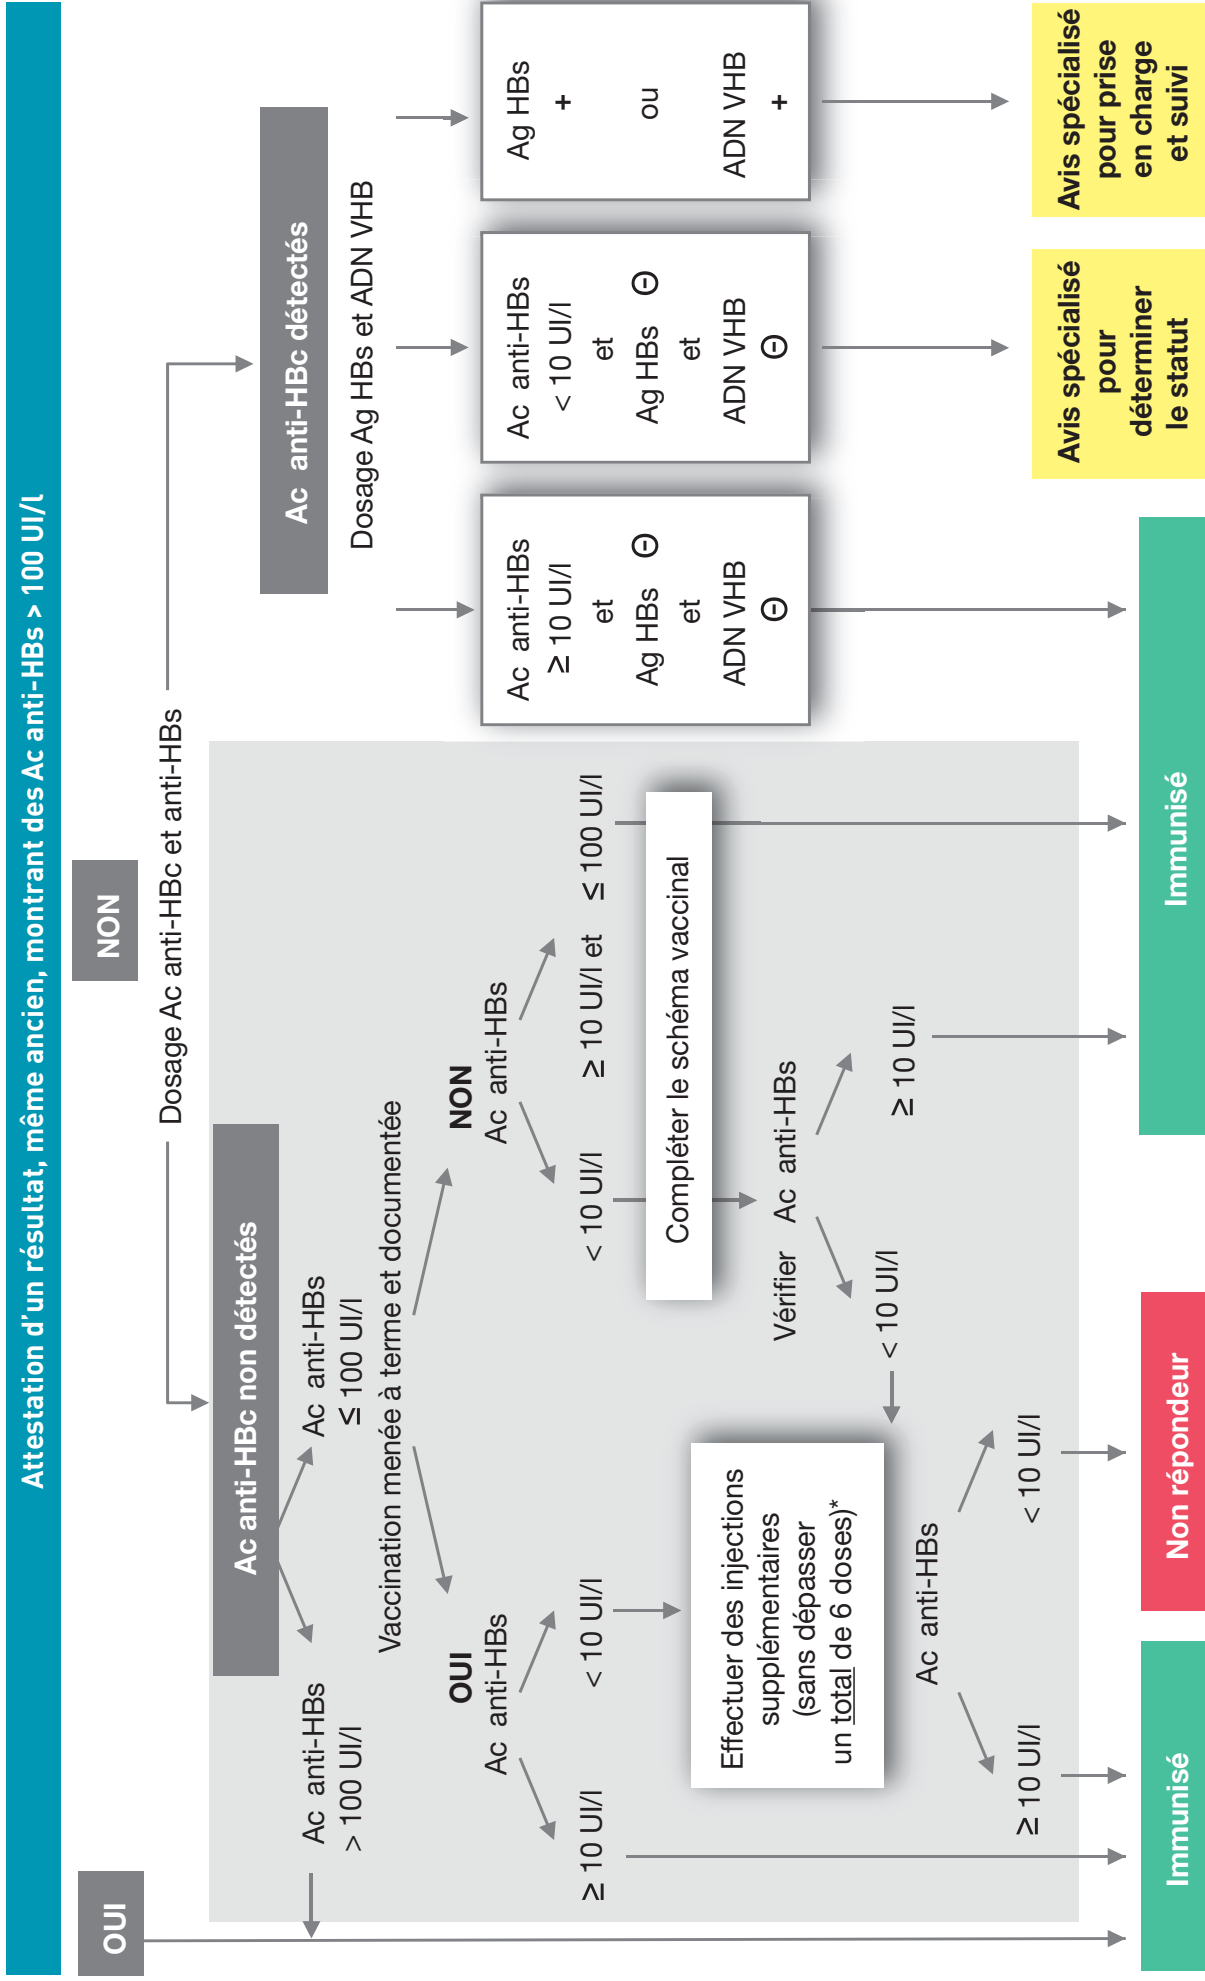 Attestation d'un résultat, même ancien, montrant des Ac anti-HBs > 100 UI/l
OUI
NON
Dosage Ac anti-HBc et anti-HBs
Ac anti-HBc non détectés
Ac anti-HBs
> 100 UI/l
Ac anti-HBs
≤ 100 UI/l
Vaccination menée à terme et documentée
OUI
Ac anti-HBs
NON
Ac anti-HBs
≥ 10 UI/l
< 10 UI/l
< 10 UI/l
≥ 10 UI/l et ≤ 100 UI/l
Compléter le schéma vaccinal
Effectuer des injections
supplémentaires
(sans dépasser
un total de 6 doses)*
Vérifier Ac anti-HBs
< 10 UI/l
≥ 10 UI/l
Ac anti-HBs
≥ 10 UI/l
< 10 UI/l
Ac anti-HBc détectés
Dosage Ag HBs et ADN VHB
Ac anti-HBs
≥ 10 UI/l
et
Ag HBs ⊖
et
ADN VHB
⊖
Ac anti-HBs
< 10 UI/l
et
Ag HBs ⊖
et
ADN VHB
⊖
Ag HBs
+
ou
ADN VHB
+
Immunisé
Non répondeur
Immunisé
Avis spécialisé
pour
déterminer
le statut
Avis spécialisé
pour prise
en charge
et suivi